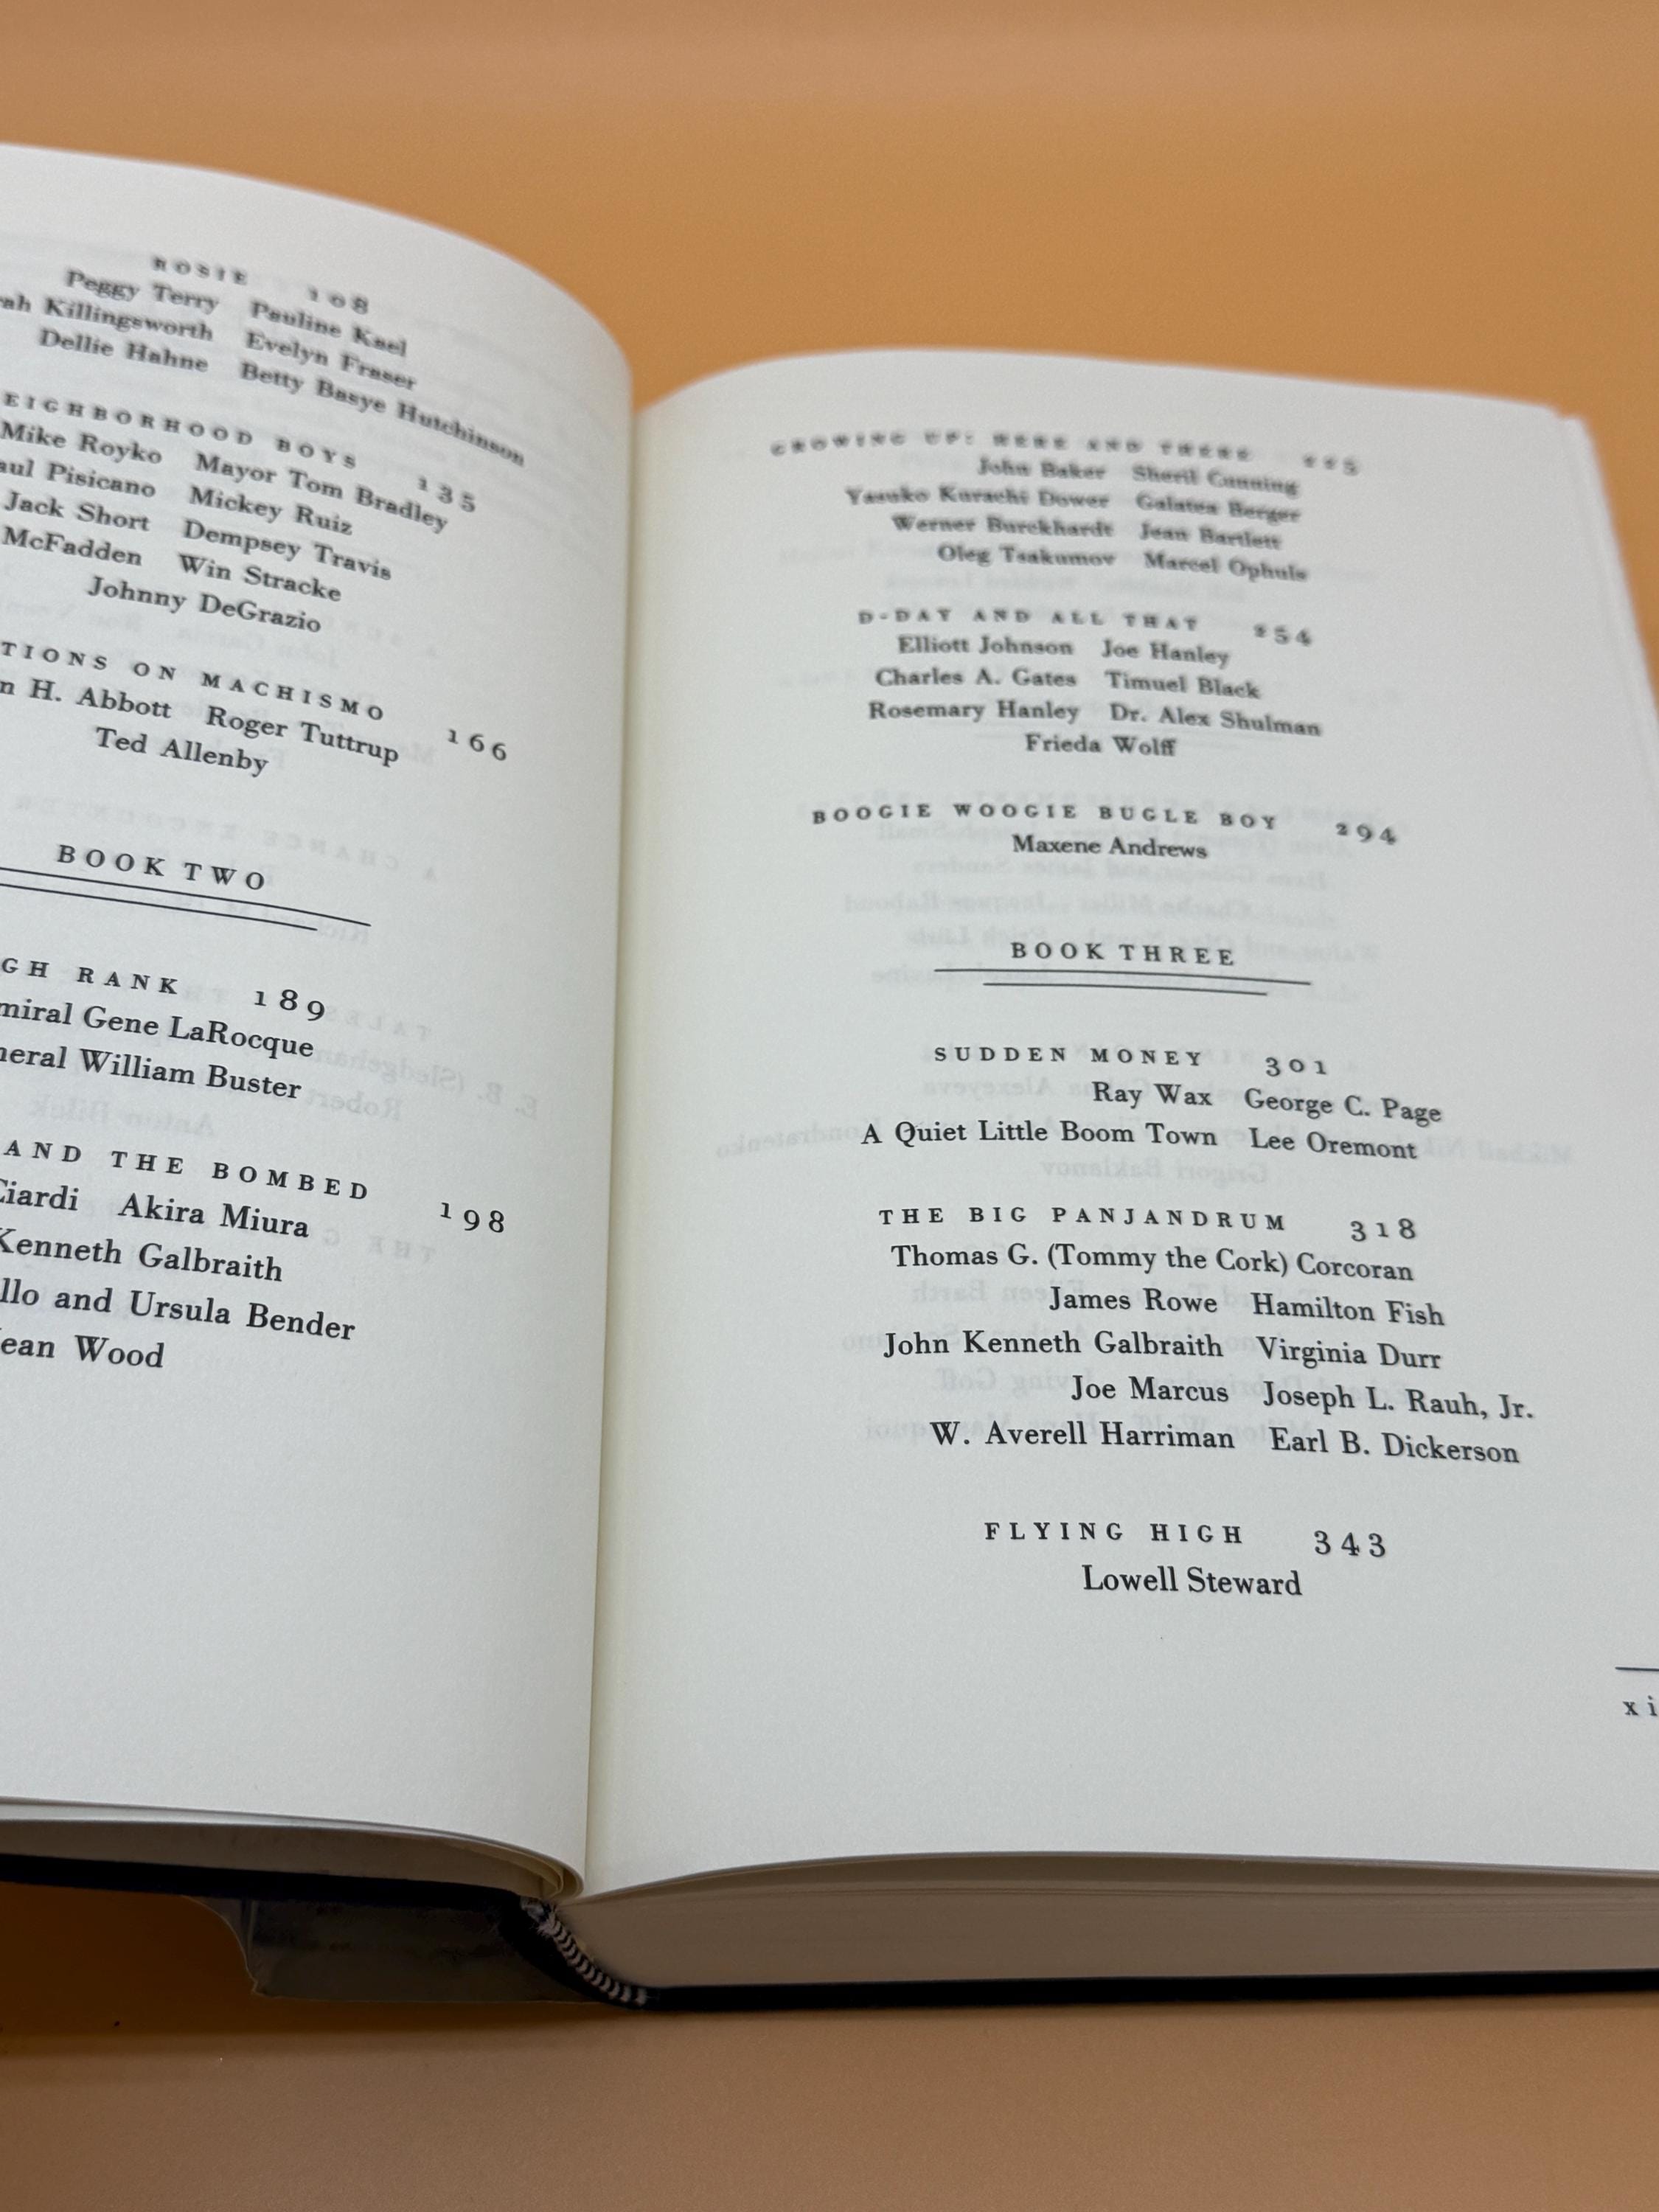 ROSIE 108
Peggy Terry Pauline Kael
ah Killingsworth Evelyn Fraser
Dellie Hahne Betty Basye Hutchinson
EIGHBORHOOD BOYS 135
Mike Royko Mayor Tom Bradley
aul Pisicano Mickey Ruiz
Jack Short Dempsey Travis
McFadden Win Stracke
Johnny DeGrazio
TIONS ON MACHISMO 166
n H. Abbott Roger Tuttrup
Ted Allenby
BOOK TWO
GH RANK 189
miral Gene LaRocque
neral William Buster
AND THE BOMBED 198
Ciardi Akira Miura
Kenneth Galbraith
llo and Ursula Bender
Jean Wood
GROWING UP: HERE AND THERE
John Baker Sheril Cunning
Yasuko Kurachi Dower Galatea Berger
Werner Burckhardt Jean Bartlett
Oleg Tsakumov Marcel Ophuls
D-DAY AND ALL THAT 254
Elliott Johnson Joe Hanley
Charles A. Gates Timuel Black
Rosemary Hanley Dr. Alex Shulman
Frieda Wolff
BOOGIE WOOGIE BUGLE BOY 294
Maxene Andrews
BOOK THREE
SUDDEN MONEY 301
Ray Wax George C. Page
A Quiet Little Boom Town Lee Oremont
THE BIG PANJANDRUM 318
Thomas G. (Tommy the Cork) Corcoran
James Rowe Hamilton Fish
John Kenneth Galbraith Virginia Durr
Joe Marcus Joseph L. Rauh, Jr.
W. Averell Harriman Earl B. Dickerson
FLYING HIGH 343
Lowell Steward
xi